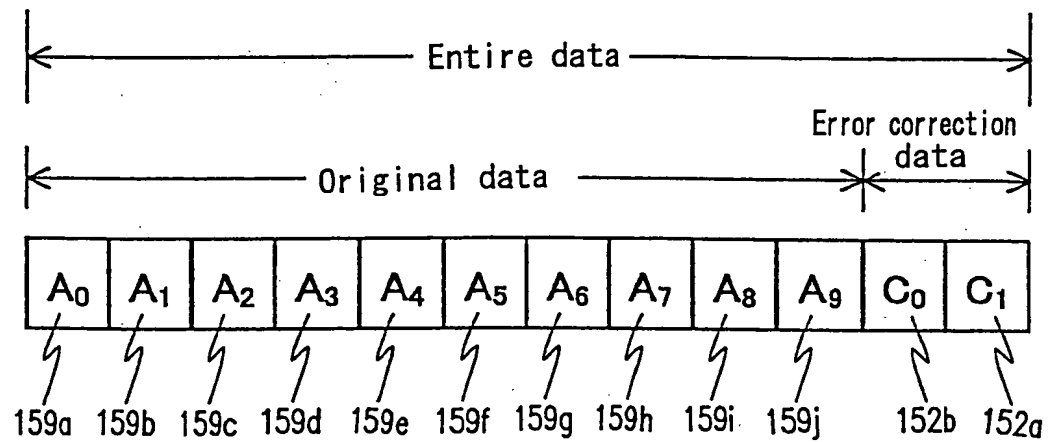 Entire data
Error correction
data
Original data
A0 A1 A2 A3 A4 A5 A6 A7 A8 A9 C0 C1
159a 159b 159c 159d 159e 159f 159g 159h 159i 159j 152b 152a